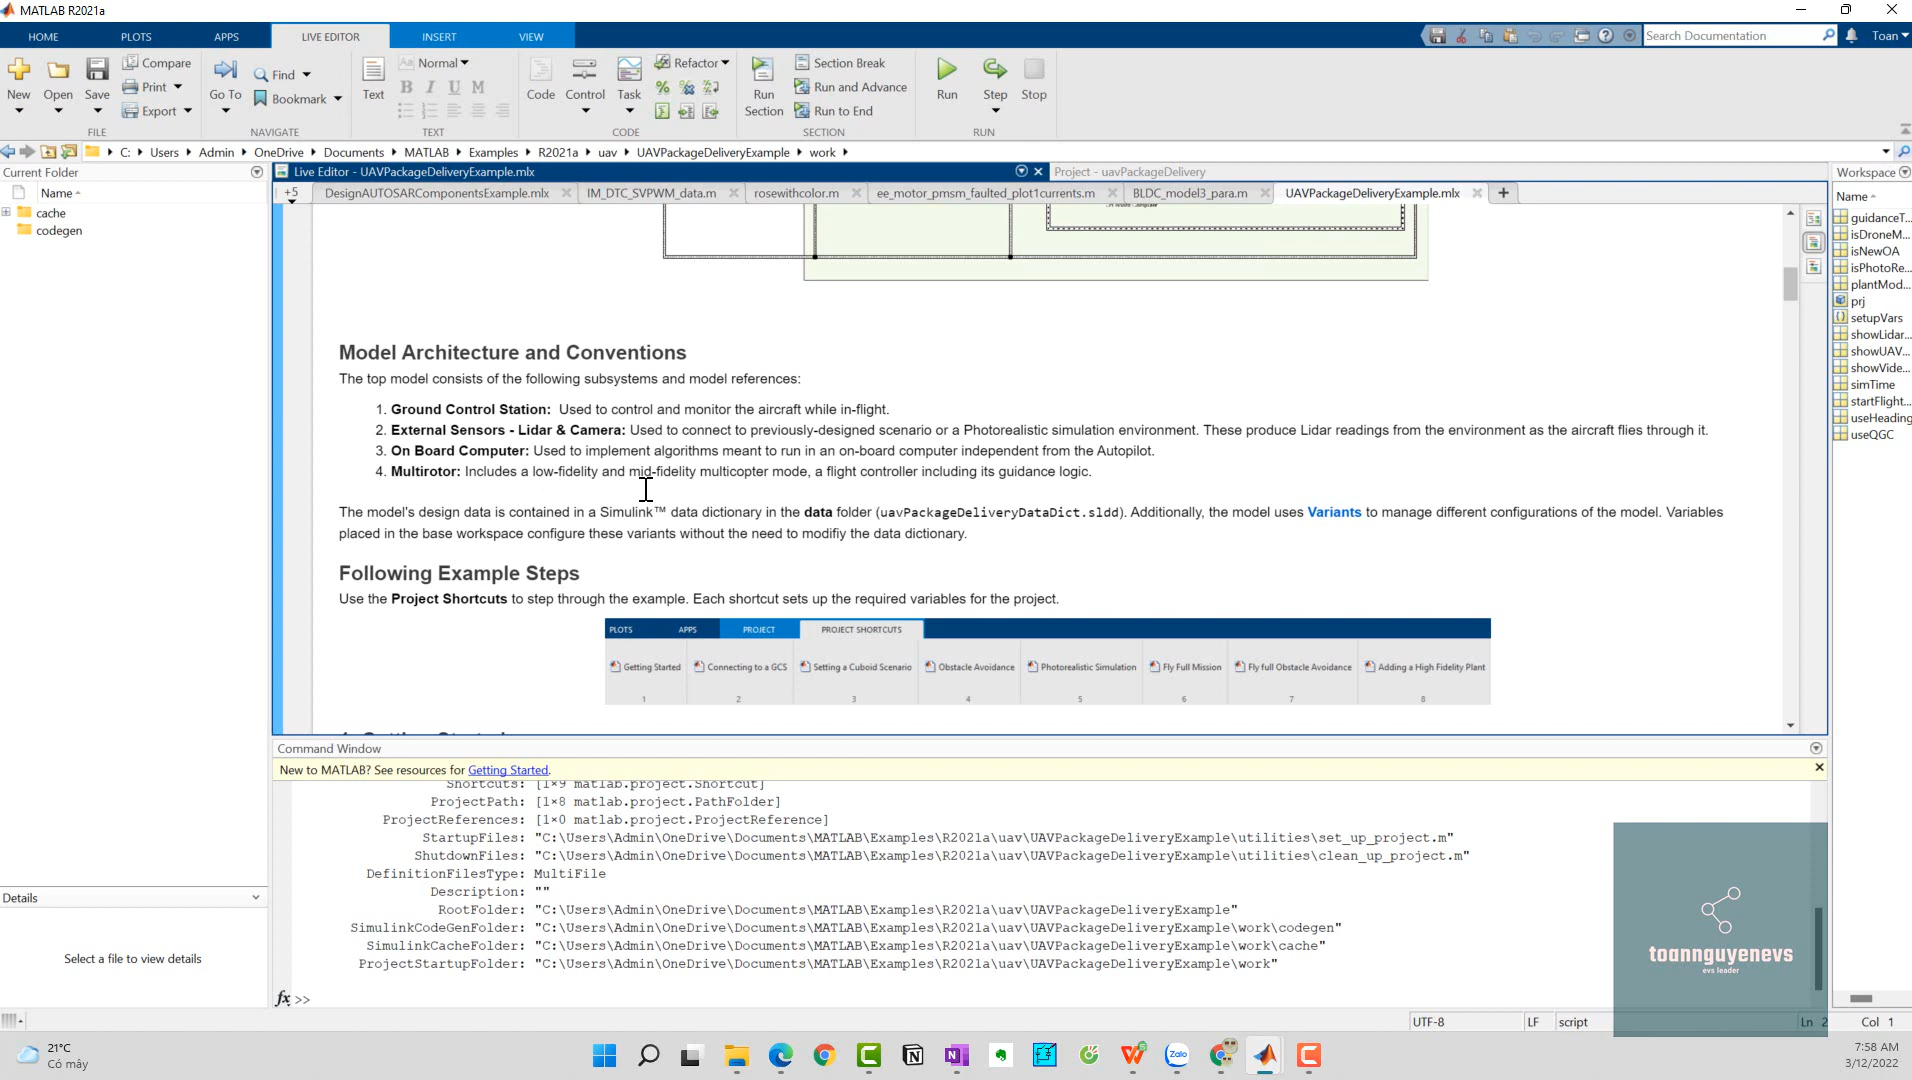 MATLAB R2021a
HOME PLOTS APPS LIVE EDITOR INSERT VIEW
Search Documentation
Toan
New Open Save
Compare
Print
Export
Go To
Find
Bookmark
Text
Aa Normal
B I U M
Code Control Task
Refactor
Run Section
Section Break
Run and Advance
Run to End
Run Step Stop
FILE NAVIGATE TEXT CODE SECTION RUN
C: Users Admin OneDrive Documents MATLAB Examples R2021a uav UAVPackageDeliveryExample work
Current Folder
Name
cache
codegen
Live Editor - UAVPackageDeliveryExample.mlx
Project - uavPackageDelivery
+5 DesignAUTOSARComponentsExample.mlx IM_DTC_SVPWM_data.m rosewithcolor.m ee_motor_pmsm_faulted_plot1currents.m BLDC_model3_para.m UAVPackageDeliveryExample.mlx
Model Architecture and Conventions
The top model consists of the following subsystems and model references:
1. Ground Control Station: Used to control and monitor the aircraft while in-flight.
2. External Sensors - Lidar & Camera: Used to connect to previously-designed scenario or a Photorealistic simulation environment. These produce Lidar readings from the environment as the aircraft flies through it.
3. On Board Computer: Used to implement algorithms meant to run in an on-board computer independent from the Autopilot.
4. Multirotor: Includes a low-fidelity and mid-fidelity multicopter mode, a flight controller including its guidance logic.
The model's design data is contained in a Simulink™ data dictionary in the data folder (uavPackageDeliveryDataDict.sldd). Additionally, the model uses Variants to manage different configurations of the model. Variables
placed in the base workspace configure these variants without the need to modifiy the data dictionary.
Following Example Steps
Use the Project Shortcuts to step through the example. Each shortcut sets up the required variables for the project.
PLOTS APPS PROJECT PROJECT SHORTCUTS
Getting Started Connecting to a GCS Setting a Cuboid Scenario Obstacle Avoidance Photorealistic Simulation Fly Full Mission Fly full Obstacle Avoidance Adding a High Fidelity Plant
1 2 3 4 5 6 7 8
Workspace
Name
guidanceT...
isDroneM...
isNewOA
isPhotoRe...
plantMod...
prj
setupVars
showLidar...
showUAV...
showVide...
simTime
startFlight...
useHeading
useQGC
Command Window
New to MATLAB? See resources for Getting Started.
Shortcuts: [1×9 matlab.project.Shortcut]
ProjectPath: [1×8 matlab.project.PathFolder]
ProjectReferences: [1×0 matlab.project.ProjectReference]
StartupFiles: "C:\Users\Admin\OneDrive\Documents\MATLAB\Examples\R2021a\uav\UAVPackageDeliveryExample\utilities\set_up_project.m"
ShutdownFiles: "C:\Users\Admin\OneDrive\Documents\MATLAB\Examples\R2021a\uav\UAVPackageDeliveryExample\utilities\clean_up_project.m"
DefinitionFilesType: MultiFile
Description: ""
RootFolder: "C:\Users\Admin\OneDrive\Documents\MATLAB\Examples\R2021a\uav\UAVPackageDeliveryExample"
SimulinkCodeGenFolder: "C:\Users\Admin\OneDrive\Documents\MATLAB\Examples\R2021a\uav\UAVPackageDeliveryExample\work\codegen"
SimulinkCacheFolder: "C:\Users\Admin\OneDrive\Documents\MATLAB\Examples\R2021a\uav\UAVPackageDeliveryExample\work\cache"
ProjectStartupFolder: "C:\Users\Admin\OneDrive\Documents\MATLAB\Examples\R2021a\uav\UAVPackageDeliveryExample\work"
fx >>
Details
Select a file to view details
toannguyenevs
evs leader
UTF-8 LF script Ln 2 Col 1
21°C
Có mây
Zalo
7:58 AM
3/12/2022